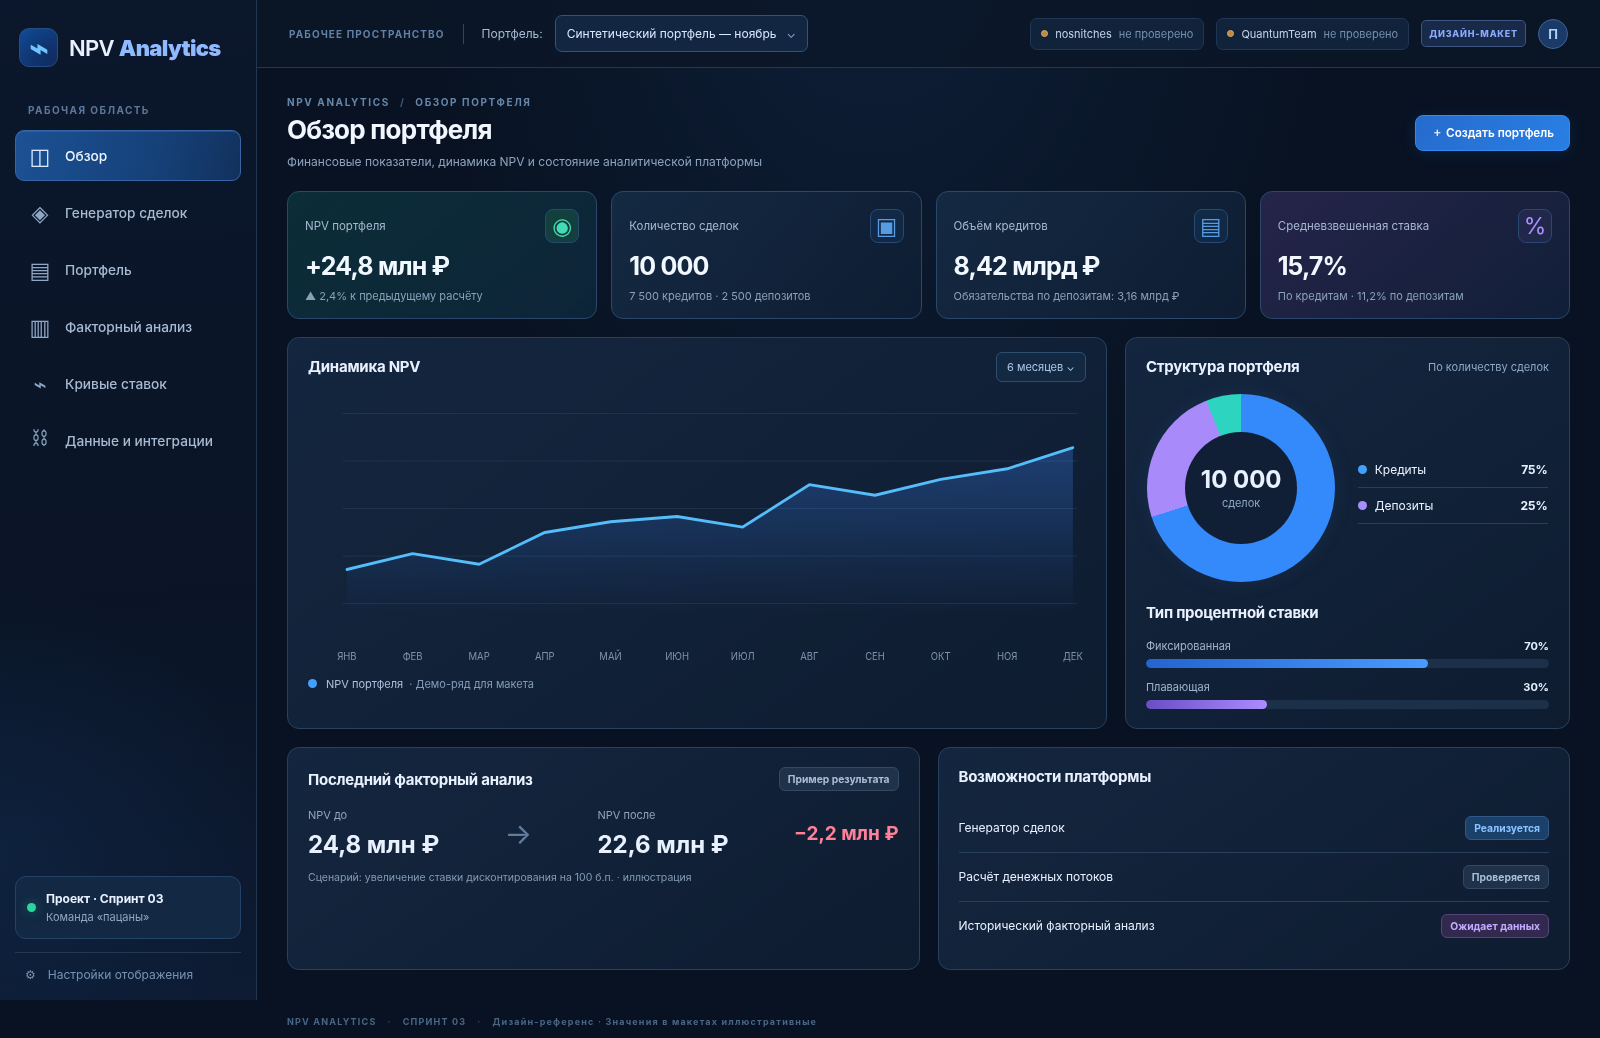 NPV Analytics
РАБОЧАЯ ОБЛАСТЬ
Обзор
Генератор сделок
Портфель
Факторный анализ
Кривые ставок
Данные и интеграции
Проект · Спринт 03
Команда «пацаны»
Настройки отображения
РАБОЧЕЕ ПРОСТРАНСТВО
Портфель:
Синтетический портфель — ноябрь
nosnitches не проверено
QuantumTeam не проверено
ДИЗАЙН-МАКЕТ
П
NPV ANALYTICS / ОБЗОР ПОРТФЕЛЯ
Обзор портфеля
Финансовые показатели, динамика NPV и состояние аналитической платформы
+ Создать портфель
NPV портфеля
+24,8 млн ₽
▲ 2,4% к предыдущему расчёту
Количество сделок
10 000
7 500 кредитов · 2 500 депозитов
Объём кредитов
8,42 млрд ₽
Обязательства по депозитам: 3,16 млрд ₽
Средневзвешенная ставка
%
15,7%
По кредитам · 11,2% по депозитам
Динамика NPV
6 месяцев
ЯНВ ФЕВ МАР АПР МАЙ ИЮН ИЮЛ АВГ СЕН ОКТ НОЯ ДЕК
NPV портфеля · Демо-ряд для макета
Структура портфеля
По количеству сделок
10 000
сделок
Кредиты 75%
Депозиты 25%
Тип процентной ставки
Фиксированная 70%
Плавающая 30%
Последний факторный анализ
Пример результата
NPV до
24,8 млн ₽
→
NPV после
22,6 млн ₽
−2,2 млн ₽
Сценарий: увеличение ставки дисконтирования на 100 б.п. · иллюстрация
Возможности платформы
Генератор сделок Реализуется
Расчёт денежных потоков Проверяется
Исторический факторный анализ Ожидает данных
NPV ANALYTICS · СПРИНТ 03 · Дизайн-референс · Значения в макетах иллюстративные